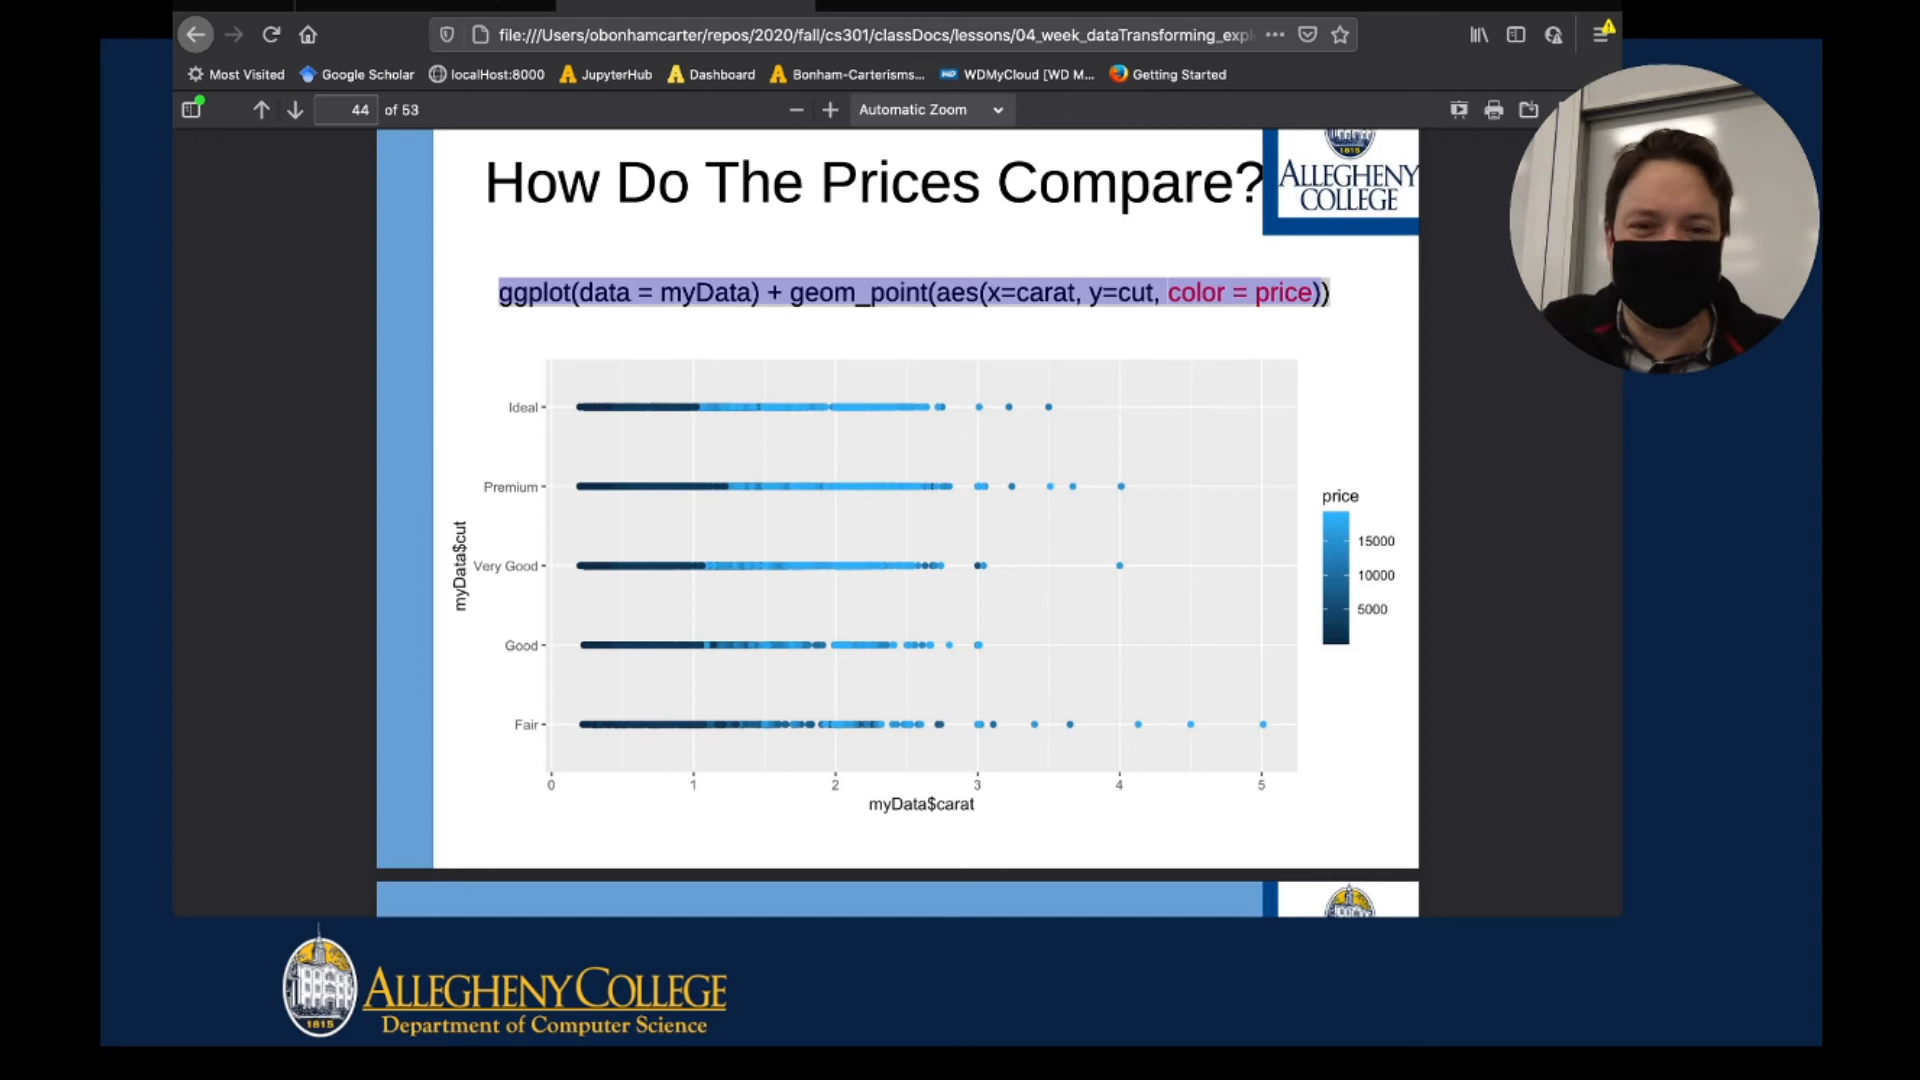 file:///Users/obonhamcarter/repos/2020/fall/cs301/classDocs/lessons/04_week_dataTransforming_expl
Most Visited Google Scholar localHost:8000 JupyterHub Dashboard Bonham-Carterisms... WDMyCloud [WD M... Getting Started
44 of 53 Automatic Zoom
How Do The Prices Compare?
1815
ALLEGHENY
COLLEGE
ggplot(data = myData) + geom_point(aes(x=carat, y=cut, color = price))
Ideal
Premium
Very Good
Good
Fair
myData$cut
0 1 2 3 4 5
myData$carat
price
15000
10000
5000
1815
ALLEGHENY COLLEGE
Department of Computer Science